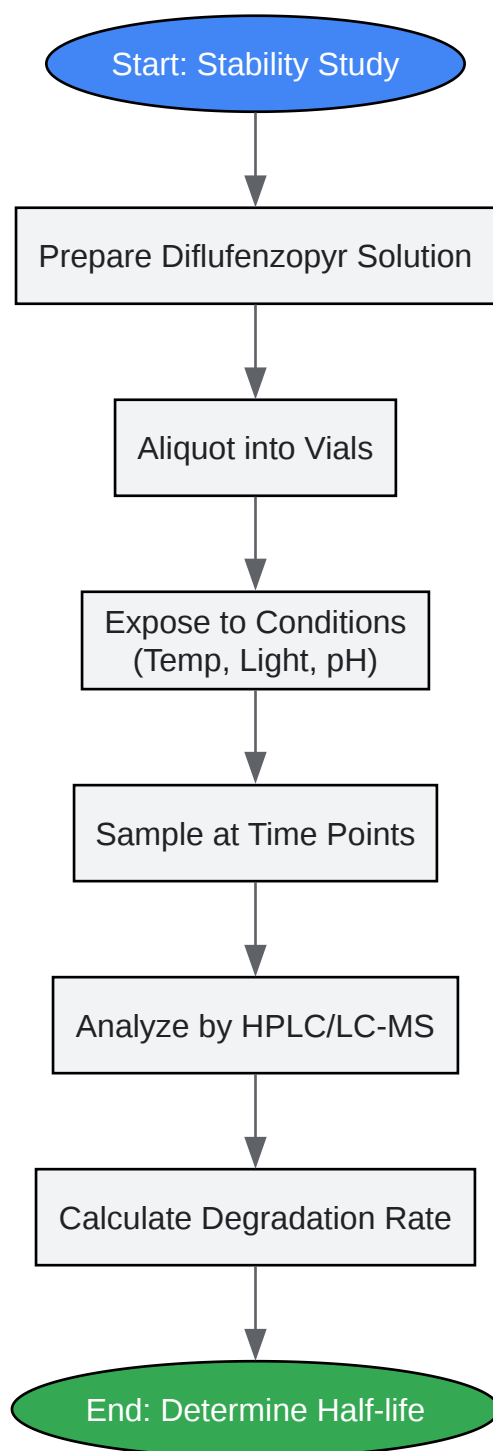 Start: Stability Study
Prepare Diflufenzopyr Solution
Aliquot into Vials
Expose to Conditions
(Temp, Light, pH)
Sample at Time Points
Analyze by HPLC/LC-MS
Calculate Degradation Rate
End: Determine Half-life